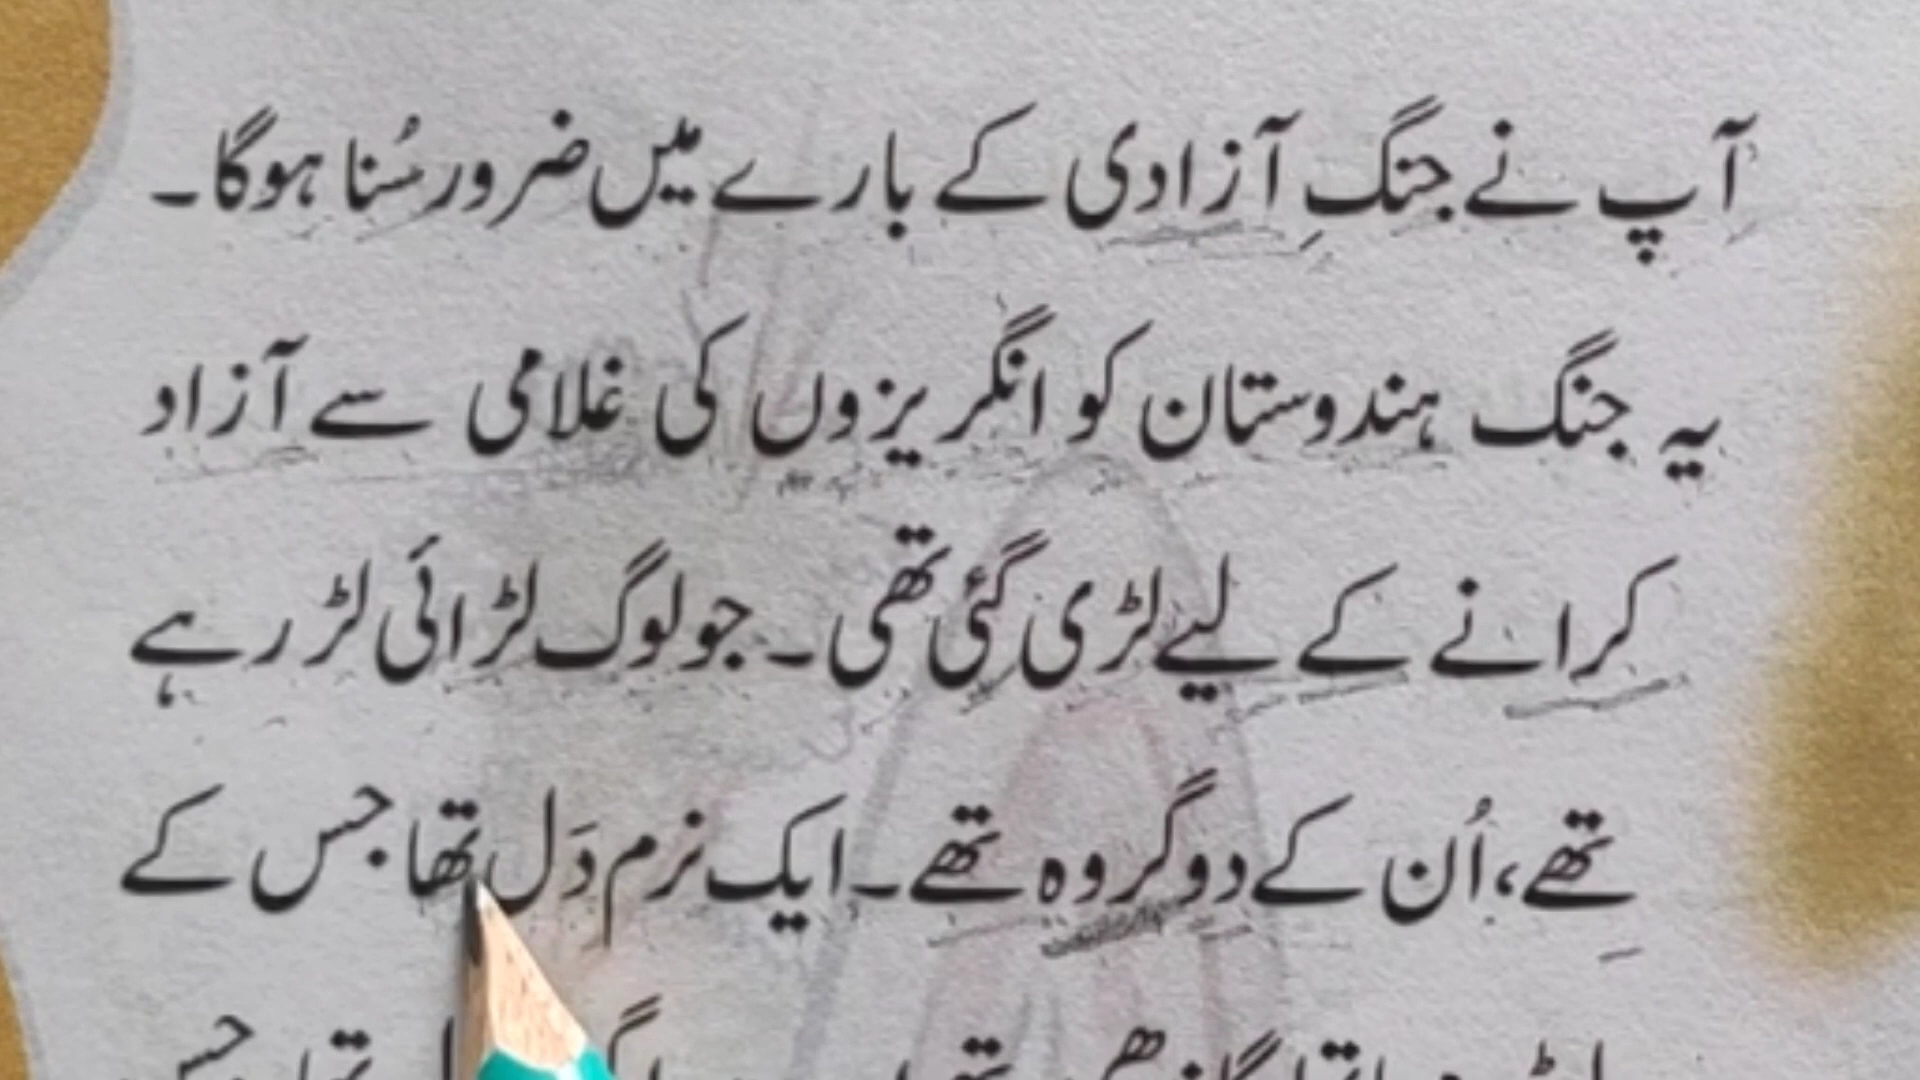 آپ نے جنگِ آزادی کے بارے میں ضرور سُنا ہوگا۔
یہ جنگ ہندوستان کو انگریزوں کی غلامی سے آزاد
کرانے کے لیے لڑی گئی تھی۔ جو لوگ لڑائی لڑ رہے
تھے، اُن کے دو گروہ تھے۔ ایک نرم دَل تھا جس کے